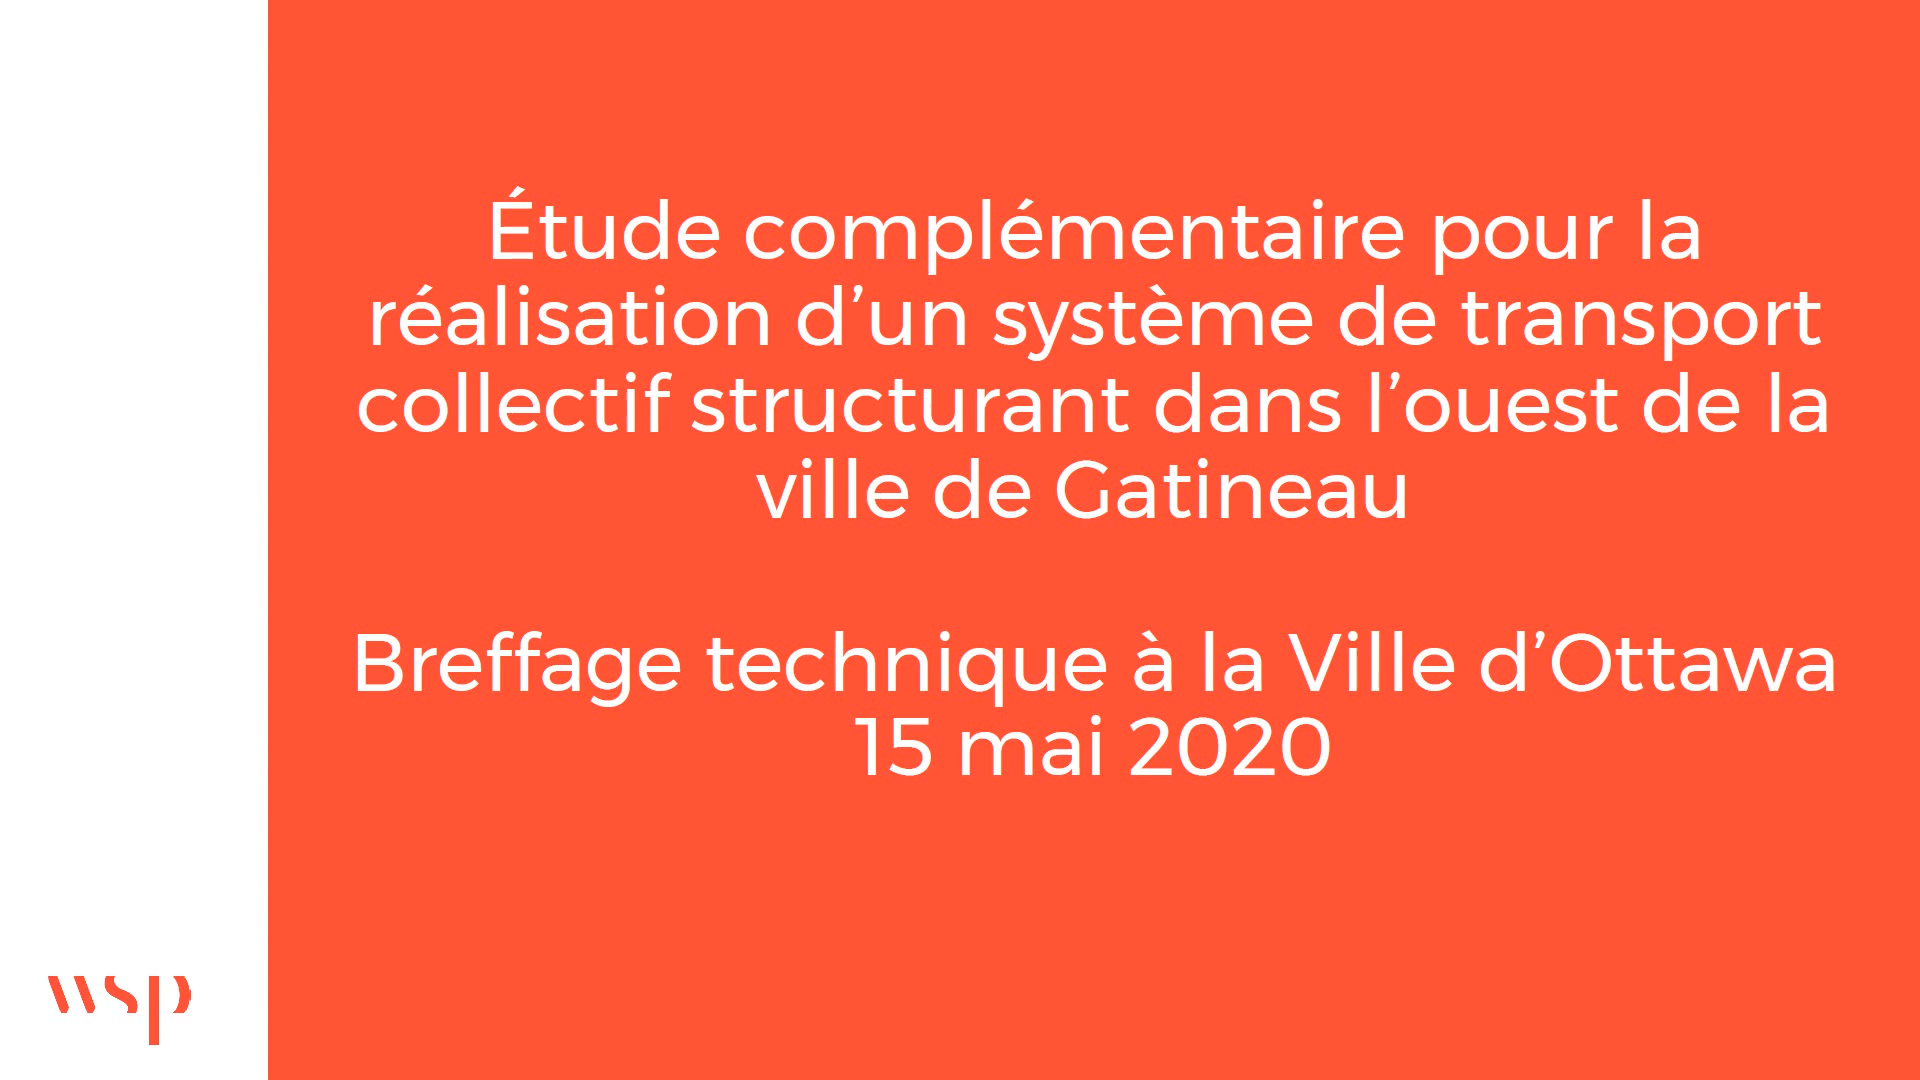 Étude complémentaire pour la
réalisation d’un système de transport
collectif structurant dans l’ouest de la
ville de Gatineau
Breffage technique à la Ville d’Ottawa
15 mai 2020
wsp